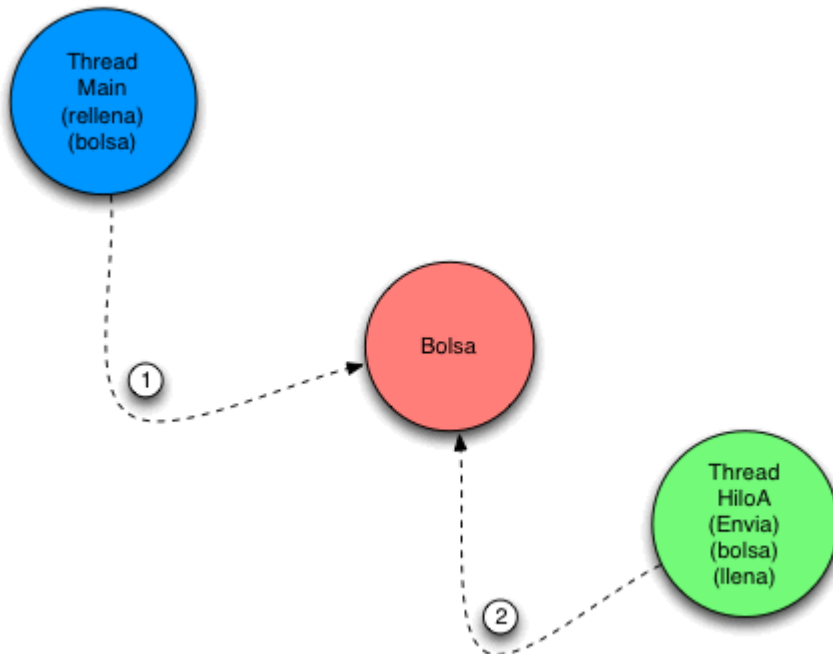 Thread
Main
(rellena)
(bolsa)
Bolsa
1
Thread
HiloA
(Envia)
(bolsa)
(llena)
2